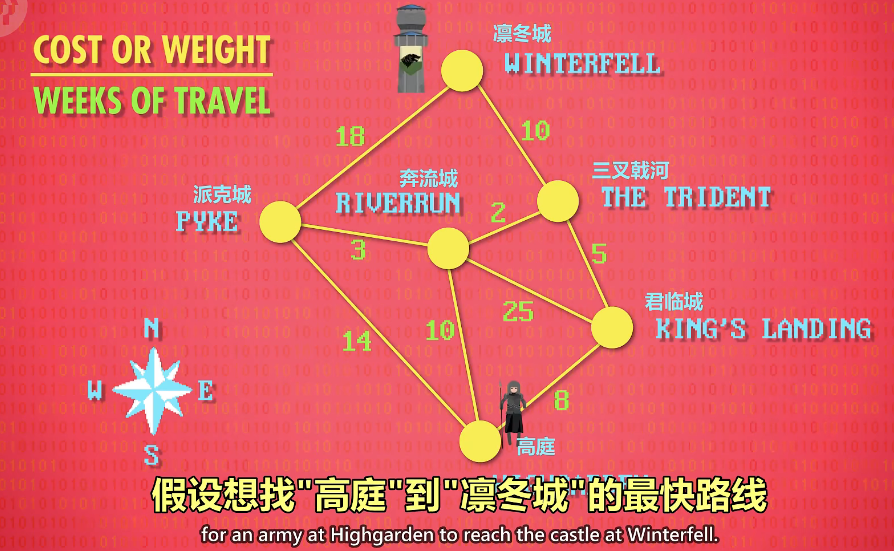 COST OR WEIGHT
WEEKS OF TRAVEL
凛冬城
WINTERFELL
18
10
三叉戟河
THE TRIDENT
派克城
PYKE
奔流城
RIVERRUN
2
3
5
25
君临城
KING'S LANDING
14
10
8
N
W
E
S
高庭
假设想找"高庭"到"凛冬城"的最快路线
for an army at Highgarden to reach the castle at Winterfell.